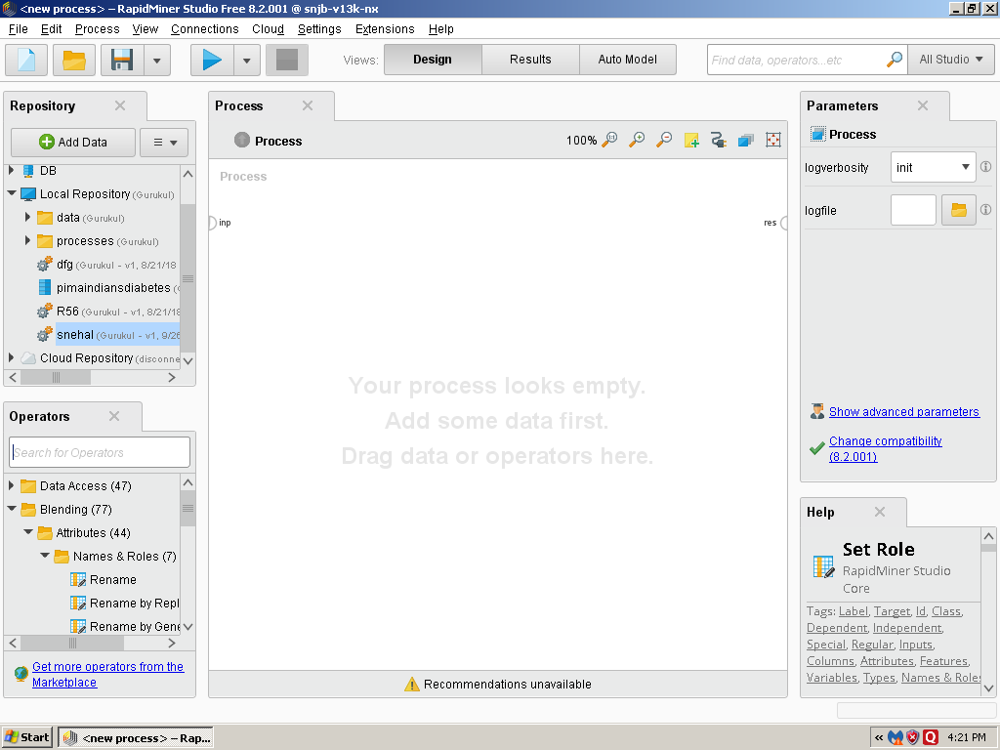 <new process> – RapidMiner Studio Free 8.2.001 @ snjb-v13k-nx
File Edit Process View Connections Cloud Settings Extensions Help
Views: Design Results Auto Model Find data, operators...etc All Studio
Repository
Add Data
DB
Local Repository (Gurukul)
data (Gurukul)
processes (Gurukul)
dfg (Gurukul - v1, 8/21/18
pimaindiansdiabetes (
R56 (Gurukul - v1, 8/21/18
snehal (Gurukul - v1, 9/26
Cloud Repository (disconne
Operators
Search for Operators
Data Access (47)
Blending (77)
Attributes (44)
Names & Roles (7)
Rename
Rename by Repl
Rename by Gene
Get more operators from the
Marketplace
Process
Process
100%
Process
inp
res
Your process looks empty.
Add some data first.
Drag data or operators here.
Recommendations unavailable
Parameters
Process
logverbosity init
logfile
Show advanced parameters
Change compatibility
(8.2.001)
Help
Set Role
RapidMiner Studio
Core
Tags: Label, Target, Id, Class,
Dependent, Independent,
Special, Regular, Inputs,
Columns, Attributes, Features,
Variables, Types, Names & Roles
Start <new process> – Rap... « 4:21 PM